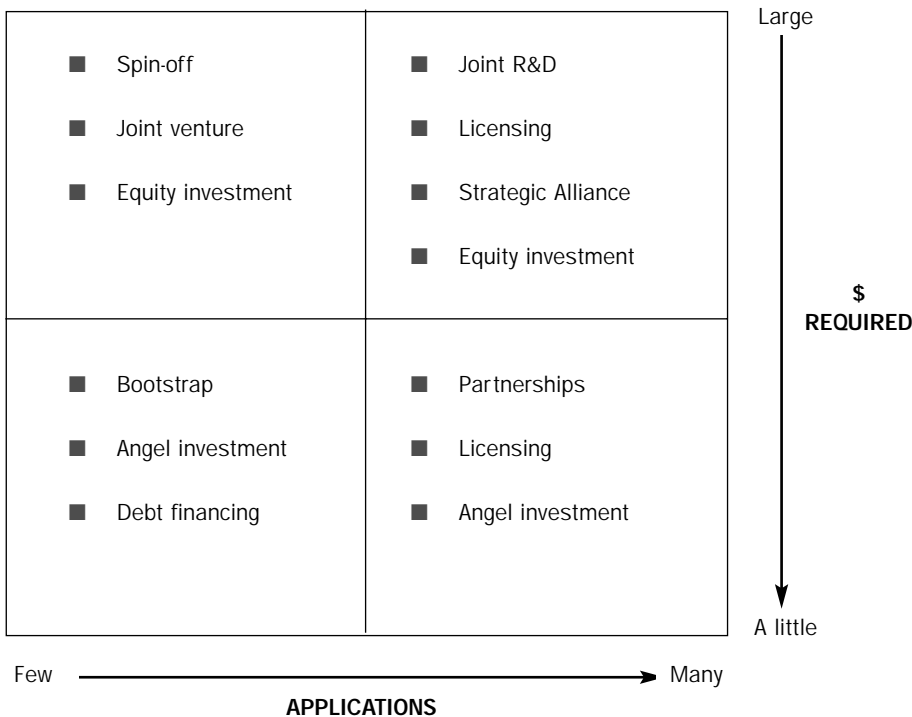 Large
Spin-off
Joint venture
Equity investment
Joint R&D
Licensing
Strategic Alliance
Equity investment
$
REQUIRED
Bootstrap
Angel investment
Debt financing
Partnerships
Licensing
Angel investment
A little
Few
Many
APPLICATIONS